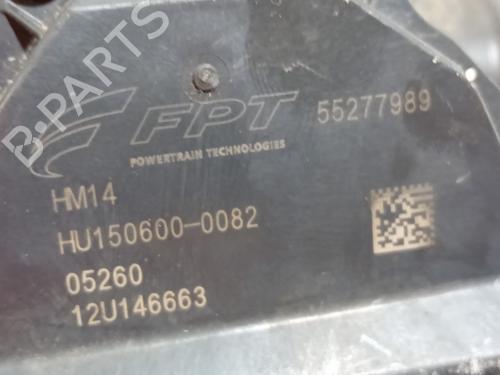 FPT 55277989
POWERTRAIN TECHNOLOGIES
HM14
HU150600-0082
05260
12U146663
B-PARTS